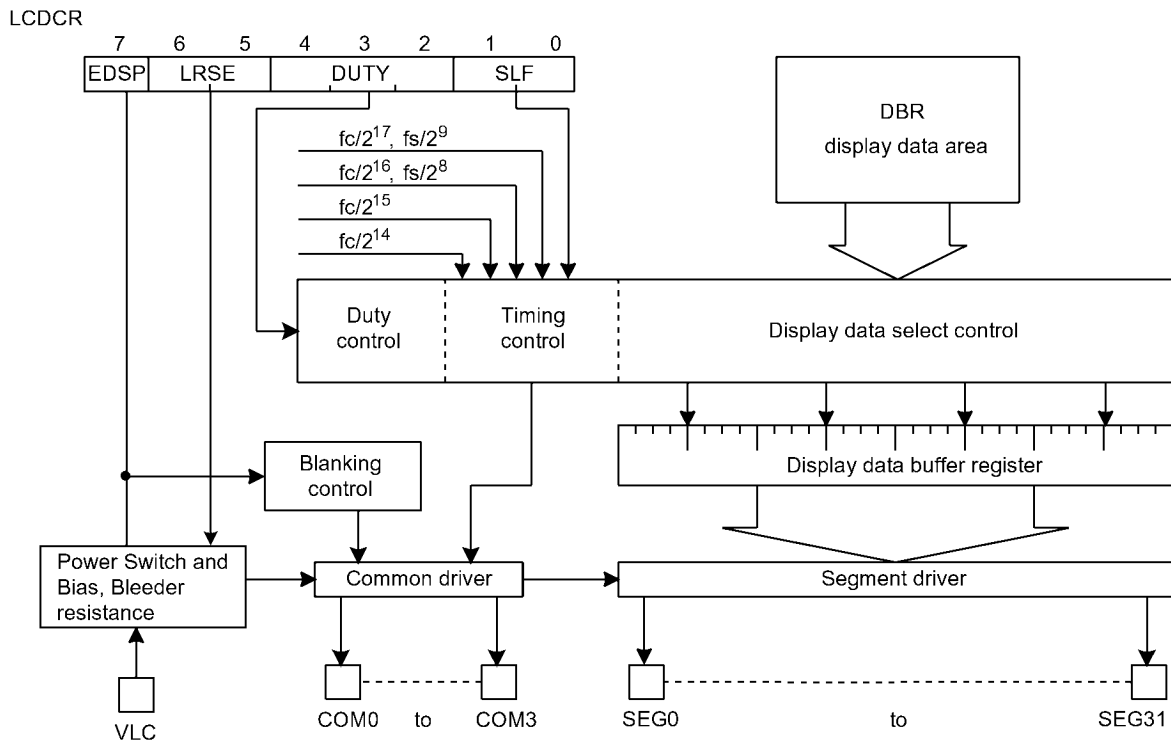 LCDCR
7 6 5 4 3 2 1 0
EDSP LRSE DUTY SLF
fc/2^17, fs/2^9
fc/2^16, fs/2^8
fc/2^15
fc/2^14
DBR
display data area
Duty
control
Timing
control
Display data select control
Blanking
control
Display data buffer register
Power Switch and
Bias, Bleeder
resistance
Common driver
Segment driver
VLC
COM0 to COM3
SEG0 to SEG31